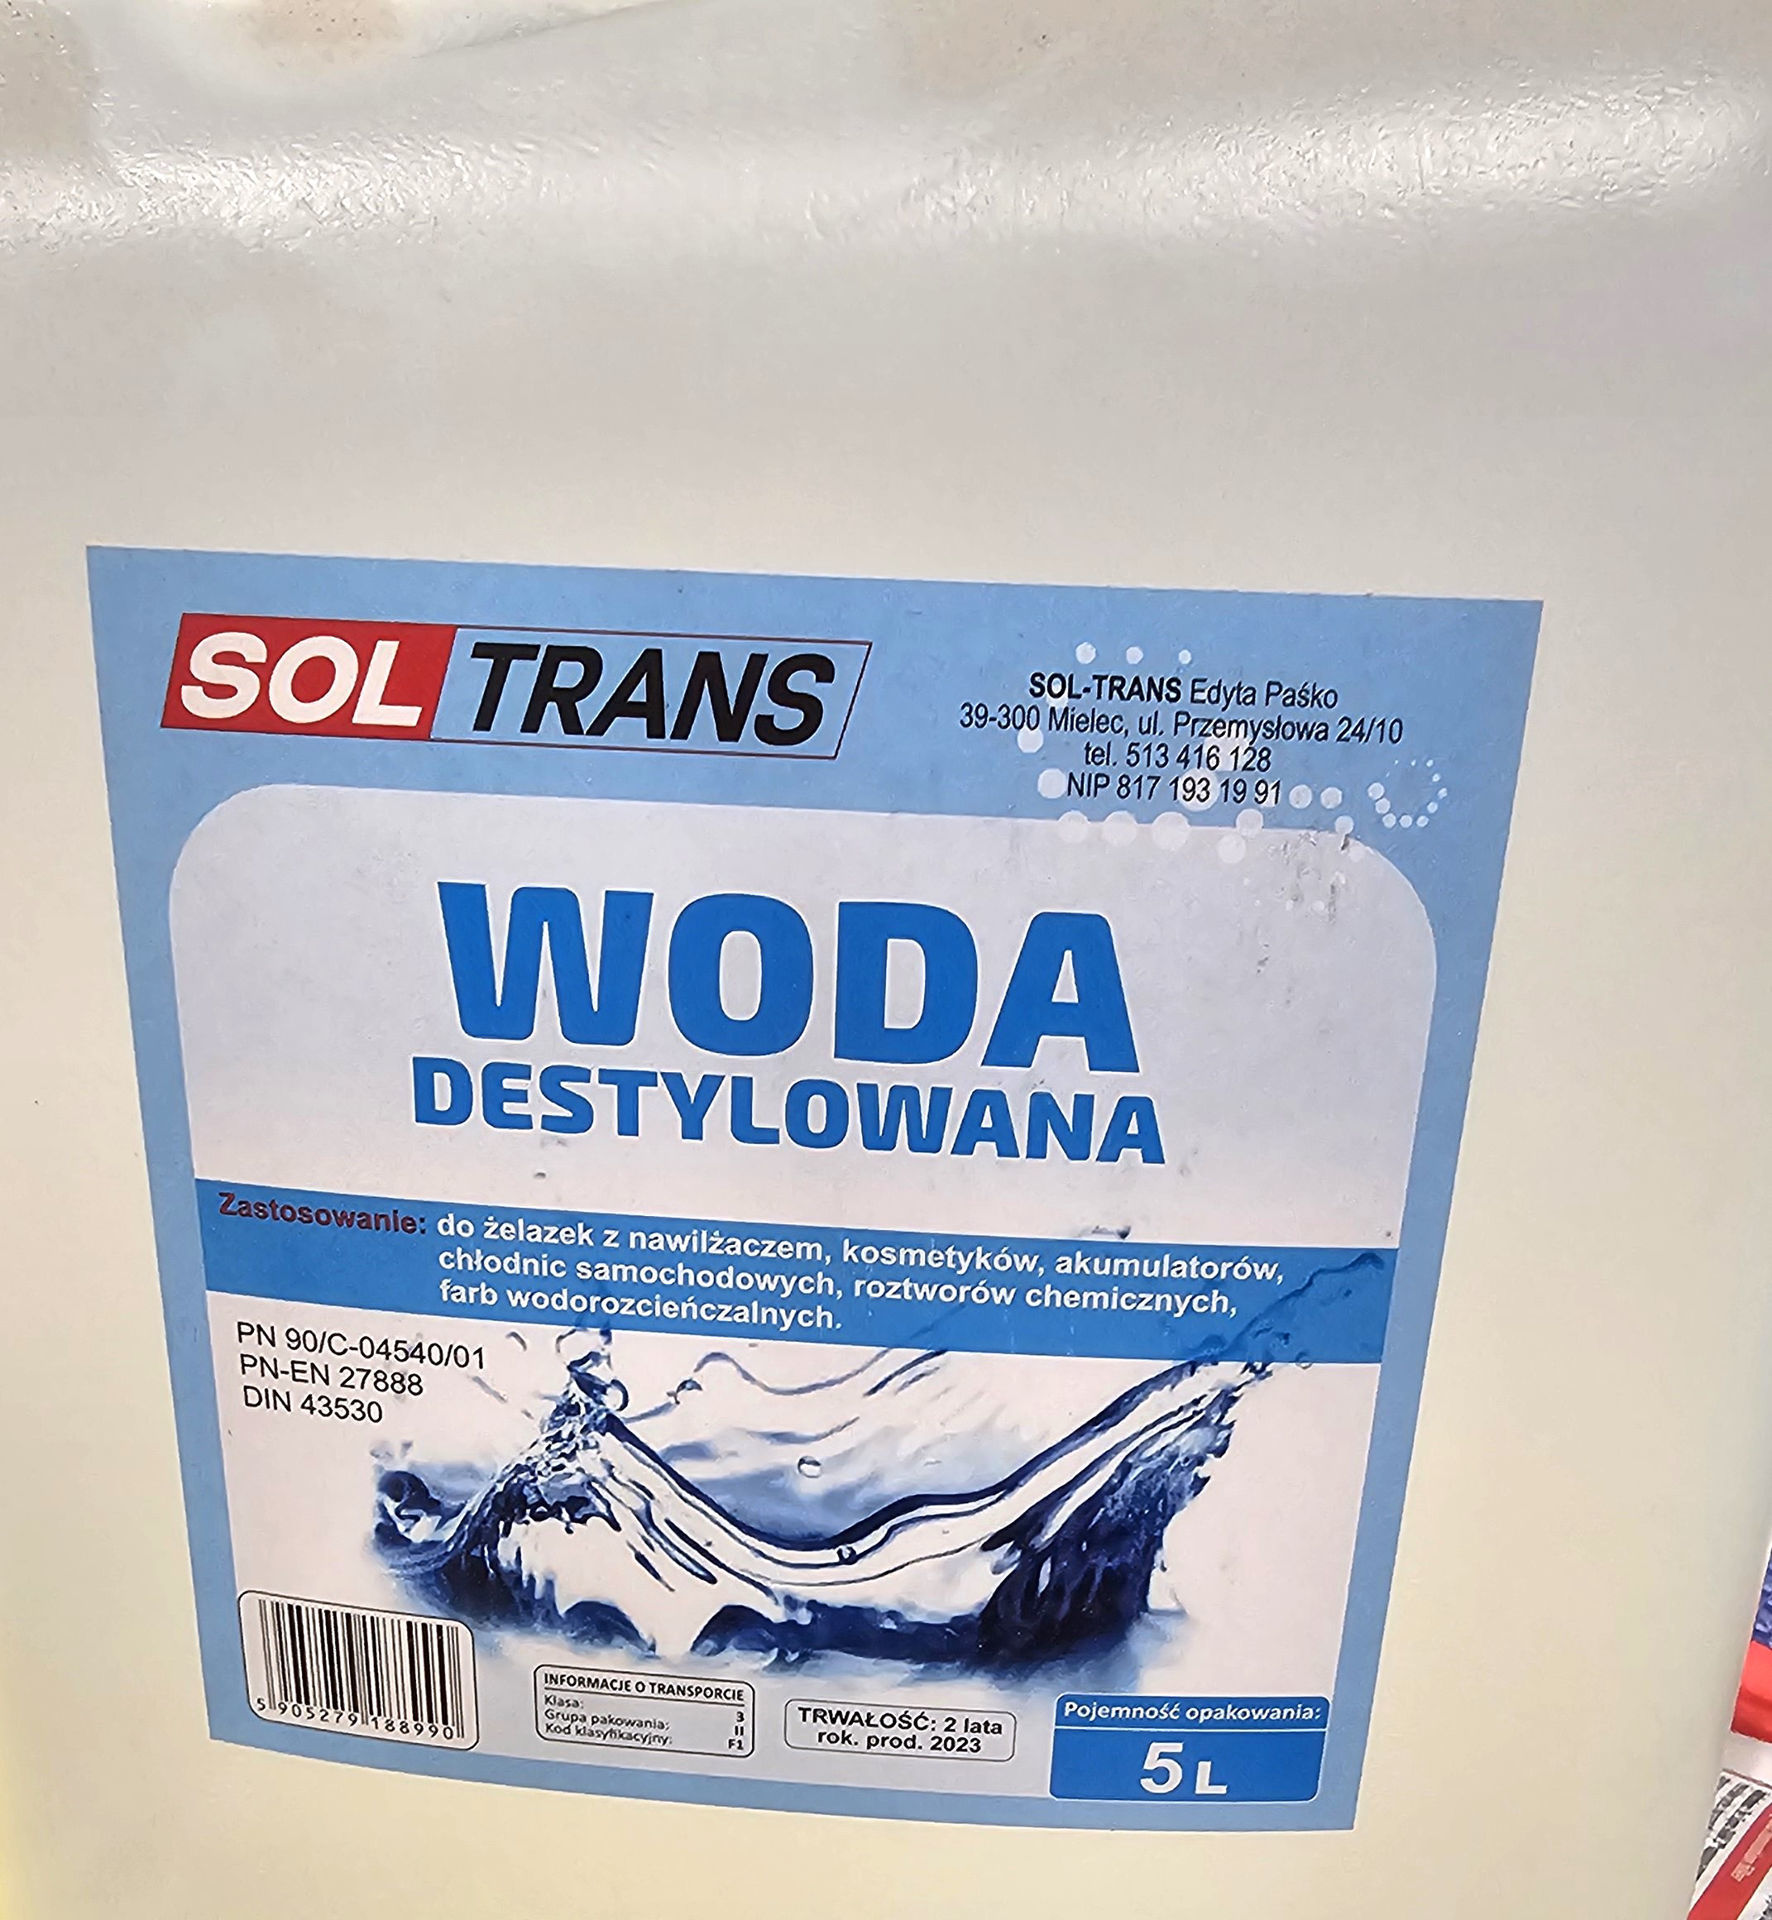 SOL TRANS
SOL-TRANS Edyta Paśko
39-300 Mielec, ul. Przemysłowa 24/10
tel. 513 416 128
NIP 817 193 19 91
WODA
DESTYLOWANA
Zastosowanie: do żelazek z nawilżaczem, kosmetyków, akumulatorów,
chłodnic samochodowych, roztworów chemicznych,
farb wodorozcieńczalnych.
PN 90/C-04540/01
PN-EN 27888
DIN 43530
5 905279 188990
INFORMACJE O TRANSPORCIE
Klasa: 3
Grupa pakowania: II
Kod klasyfikacyjny: F1
TRWAŁOŚĆ: 2 lata
rok. prod. 2023
Pojemność opakowania:
5 L